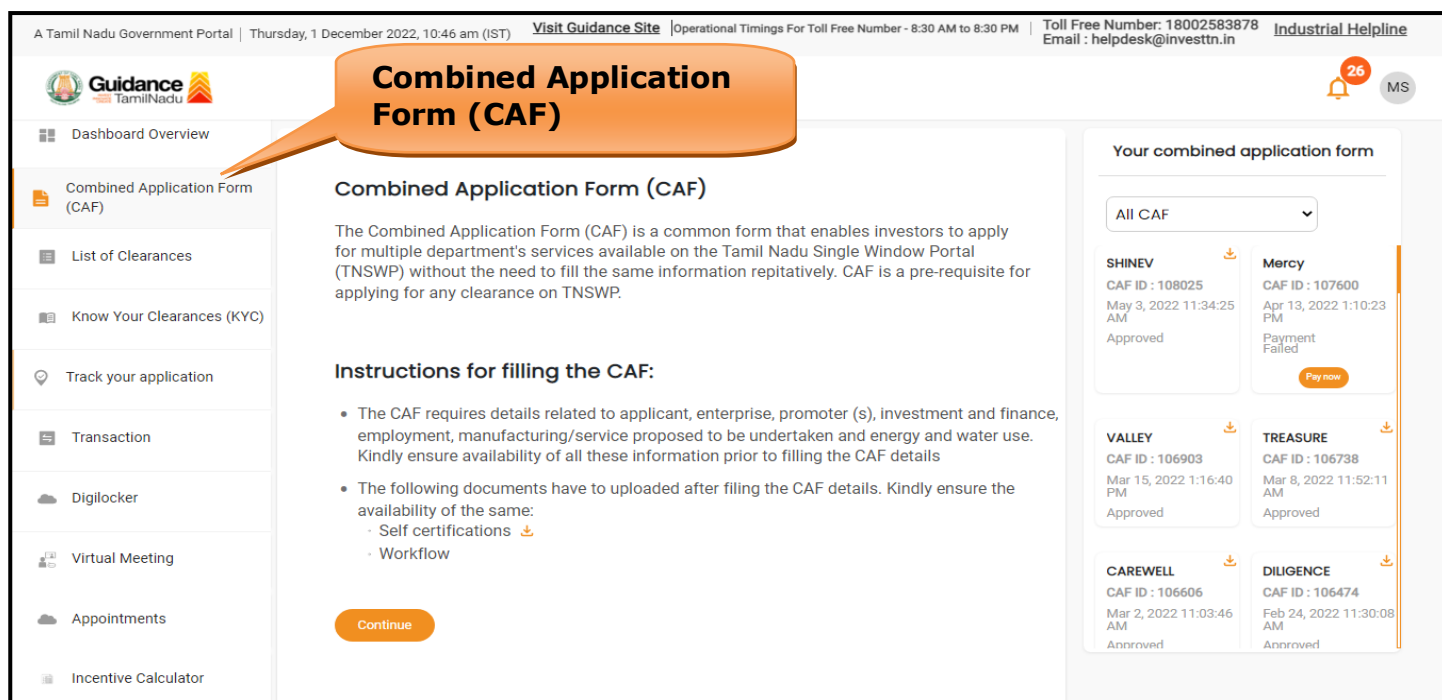 A Tamil Nadu Government Portal | Thursday, 1 December 2022, 10:46 am (IST)
Visit Guidance Site
|Operational Timings For Toll Free Number - 8:30 AM to 8:30 PM |
Toll Free Number: 18002583878
Email : helpdesk@investtn.in
Industrial Helpline
Guidance
TamilNadu
Combined Application
Form (CAF)
26
MS
Dashboard Overview
Combined Application Form
(CAF)
List of Clearances
Know Your Clearances (KYC)
Track your application
Transaction
Digilocker
Virtual Meeting
Appointments
Incentive Calculator
Combined Application Form (CAF)
The Combined Application Form (CAF) is a common form that enables investors to apply
for multiple department's services available on the Tamil Nadu Single Window Portal
(TNSWP) without the need to fill the same information repitatively. CAF is a pre-requisite for
applying for any clearance on TNSWP.
Instructions for filling the CAF:
• The CAF requires details related to applicant, enterprise, promoter (s), investment and finance,
employment, manufacturing/service proposed to be undertaken and energy and water use.
Kindly ensure availability of all these information prior to filling the CAF details
• The following documents have to uploaded after filing the CAF details. Kindly ensure the
availability of the same:
· Self certifications
· Workflow
Continue
Your combined application form
All CAF
SHINEV
CAF ID : 108025
May 3, 2022 11:34:25
AM
Approved
Mercy
CAF ID : 107600
Apr 13, 2022 1:10:23
PM
Payment
Failed
Pay now
VALLEY
CAF ID : 106903
Mar 15, 2022 1:16:40
PM
Approved
TREASURE
CAF ID : 106738
Mar 8, 2022 11:52:11
AM
Approved
CAREWELL
CAF ID : 106606
Mar 2, 2022 11:03:46
AM
Approved
DILIGENCE
CAF ID : 106474
Feb 24, 2022 11:30:08
AM
Approved